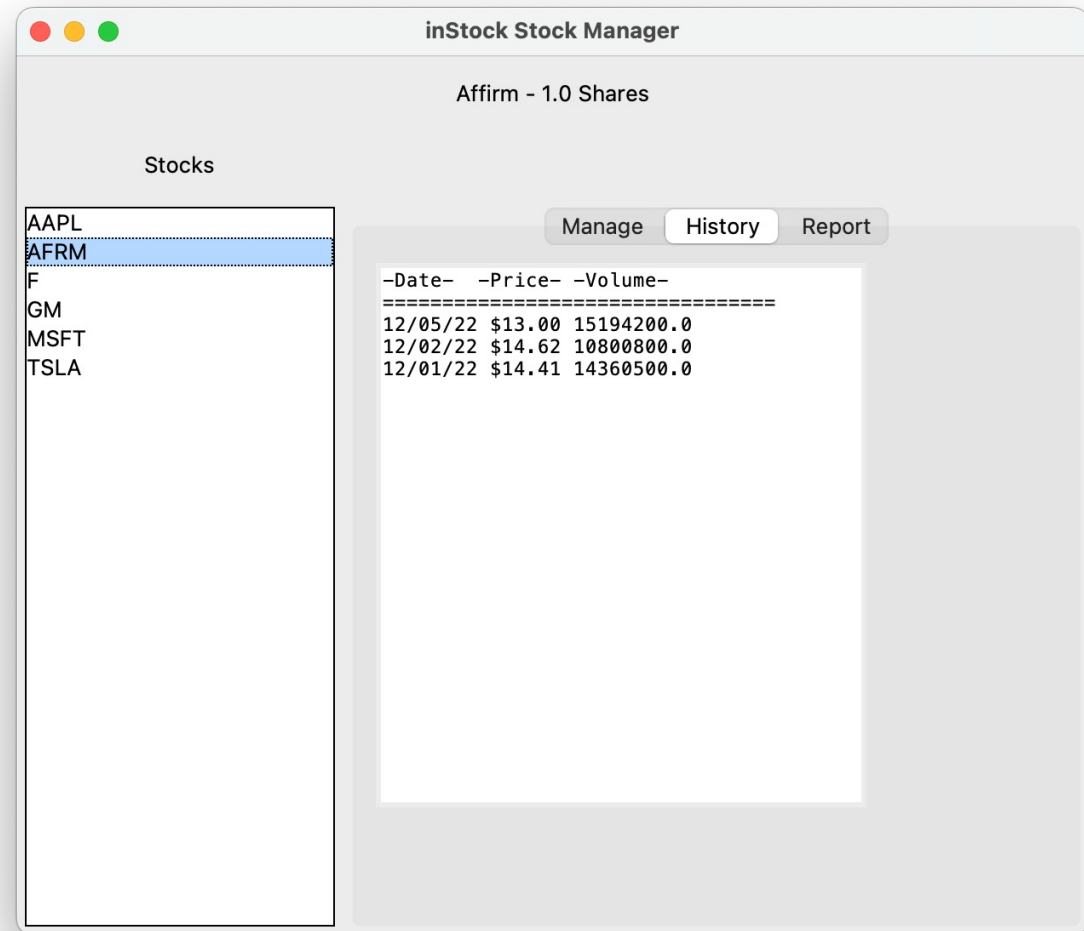 inStock Stock Manager
Affirm - 1.0 Shares
Stocks
AAPL
AFRM
F
GM
MSFT
TSLA
Manage History Report
-Date-  -Price- -Volume-
=================================
12/05/22 $13.00 15194200.0
12/02/22 $14.62 10800800.0
12/01/22 $14.41 14360500.0